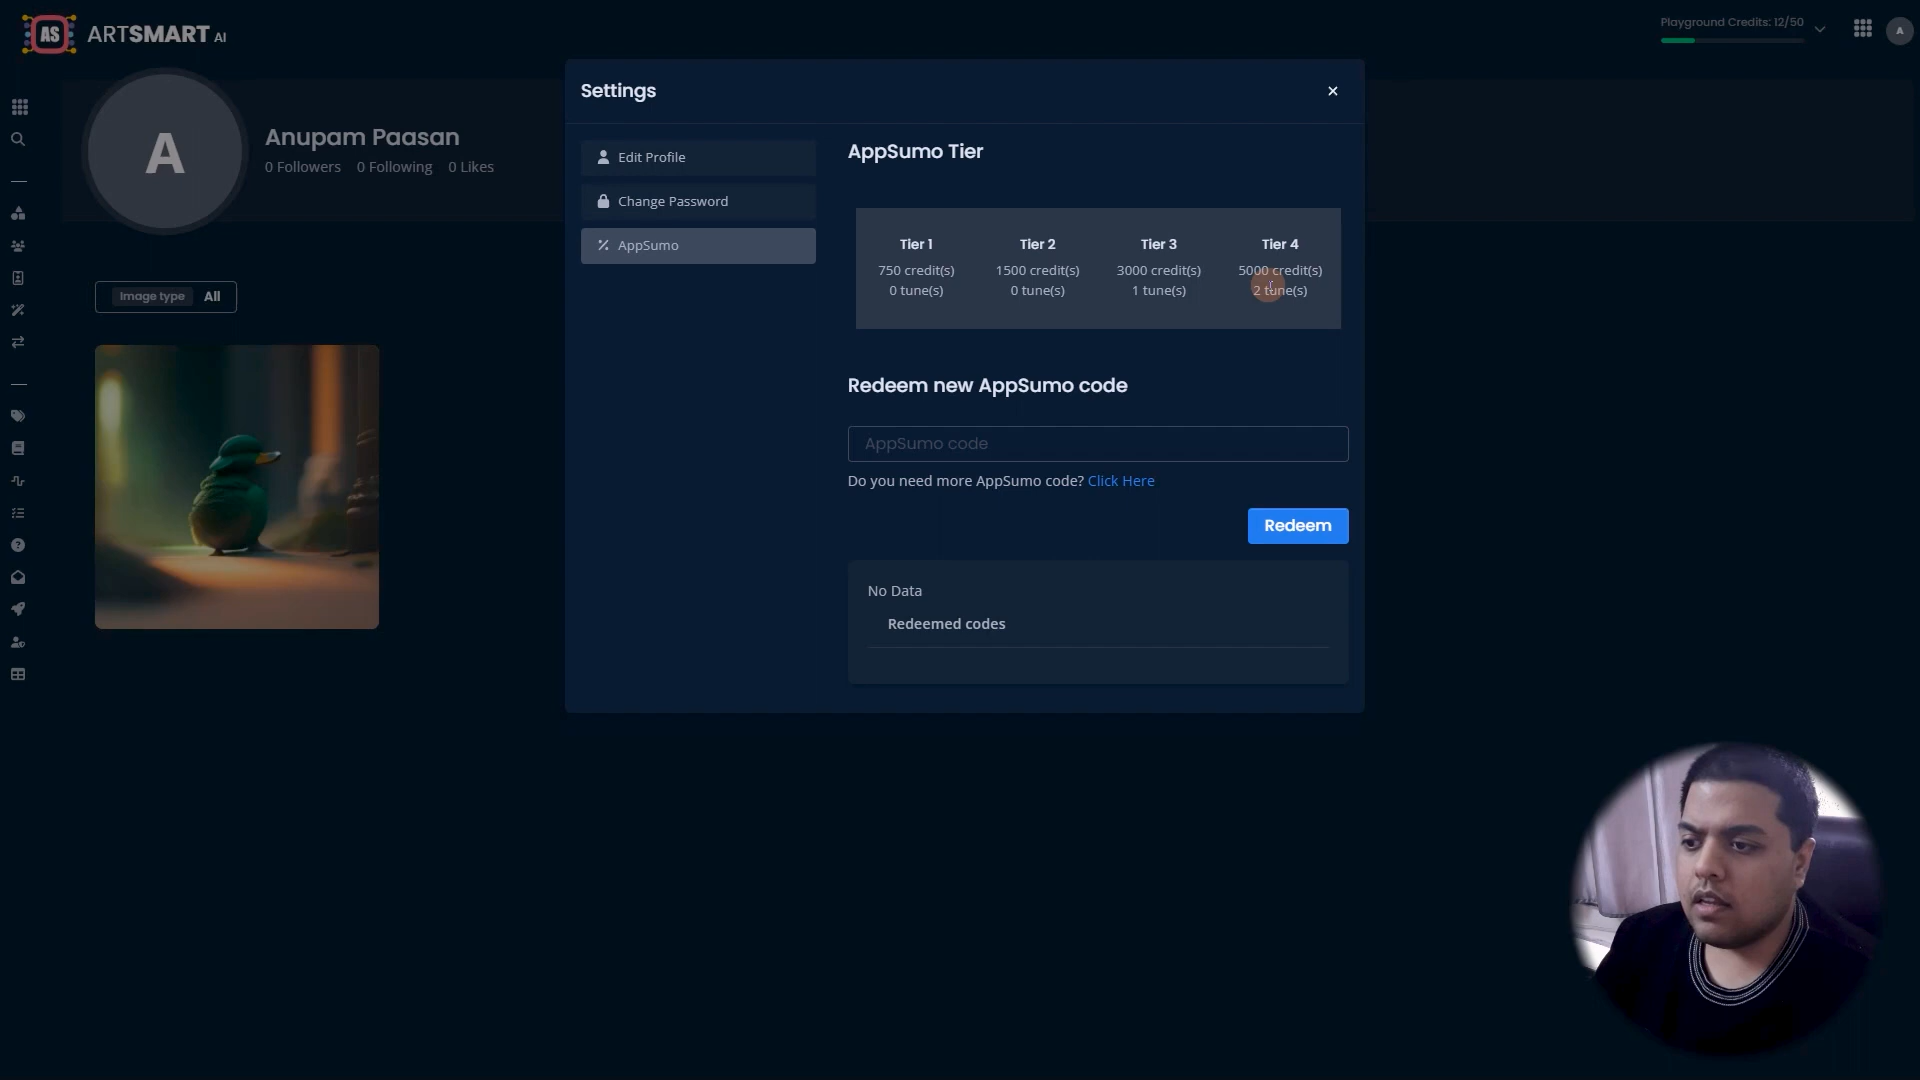 AS ARTSMART AI
Playground Credits: 12/50
A
A
Anupam Paasan
0 Followers 0 Following 0 Likes
Image type All
Settings
×
Edit Profile
Change Password
AppSumo
AppSumo Tier
Tier 1 Tier 2 Tier 3 Tier 4
750 credit(s) 1500 credit(s) 3000 credit(s) 5000 credit(s)
0 tune(s) 0 tune(s) 1 tune(s) 2 tune(s)
Redeem new AppSumo code
AppSumo code
Do you need more AppSumo code? Click Here
Redeem
No Data
Redeemed codes